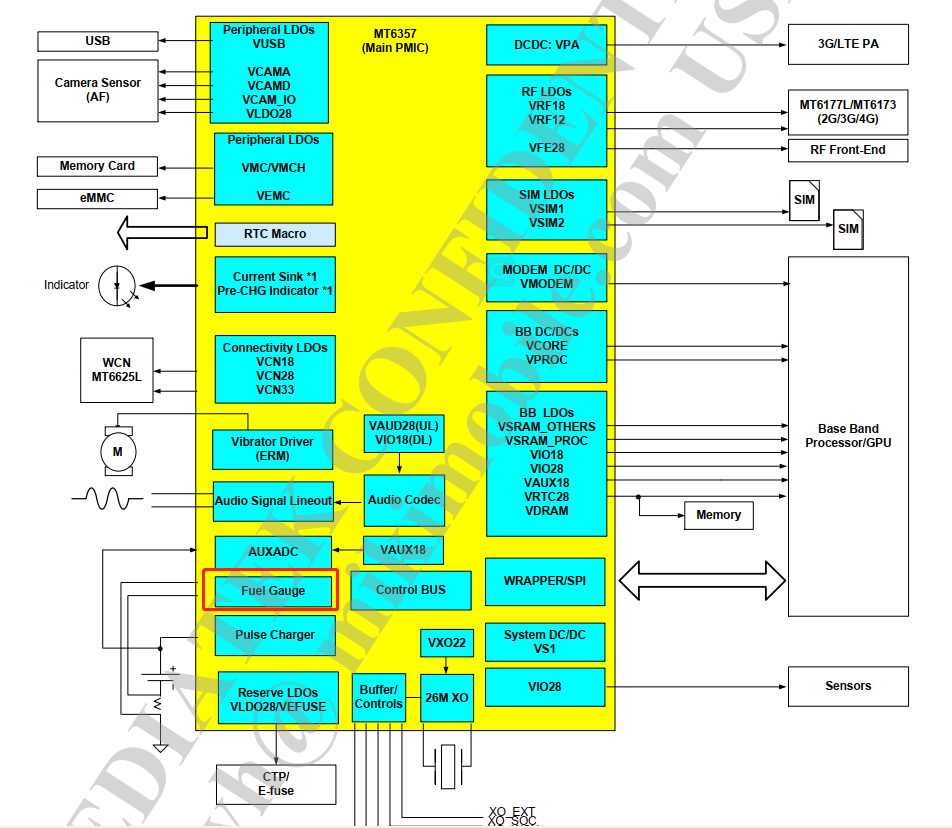 MT6357
(Main PMIC)
Peripheral LDOs
VUSB
VCAMA
VCAMD
VCAM_IO
VLDO28
USB
Camera Sensor
(AF)
Peripheral LDOs
VMC/VMCH
VEMC
Memory Card
eMMC
RTC Macro
Current Sink *1
Pre-CHG Indicator *1
Indicator
Connectivity LDOs
VCN18
VCN28
VCN33
WCN
MT6625L
Vibrator Driver
(ERM)
M
VAUD28(UL)
VIO18(DL)
Audio Signal Lineout
Audio Codec
AUXADC
VAUX18
Fuel Gauge
Control BUS
Pulse Charger
+
Reserve LDOs
VLDO28/VEFUSE
CTP/
E-fuse
Buffer/
Controls
VXO22
26M XO
XO_EXT
XO_SOC
DCDC: VPA
3G/LTE PA
RF LDOs
VRF18
VRF12
VFE28
MT6177L/MT6173
(2G/3G/4G)
RF Front-End
SIM LDOs
VSIM1
VSIM2
SIM
SIM
MODEM DC/DC
VMODEM
BB DC/DCs
VCORE
VPROC
BB LDOs
VSRAM_OTHERS
VSRAM_PROC
VIO18
VIO28
VAUX18
VRTC28
VDRAM
Memory
Base Band
Processor/GPU
WRAPPER/SPI
System DC/DC
VS1
VIO28
Sensors
EDIATEK CONFIDENT
vh@mikimobile.com US